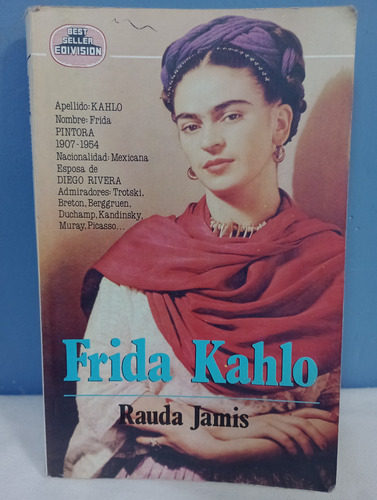 BEST
SELLER
EDIVISION
Apellido: KAHLO
Nombre: Frida
PINTORA
1907-1954
Nacionalidad: Mexicana
Esposa de
DIEGO RIVERA
Admiradores: Trotski,
Breton, Berggruen,
Duchamp, Kandinsky,
Muray, Picasso...
Frida Kahlo
Rauda Jamis